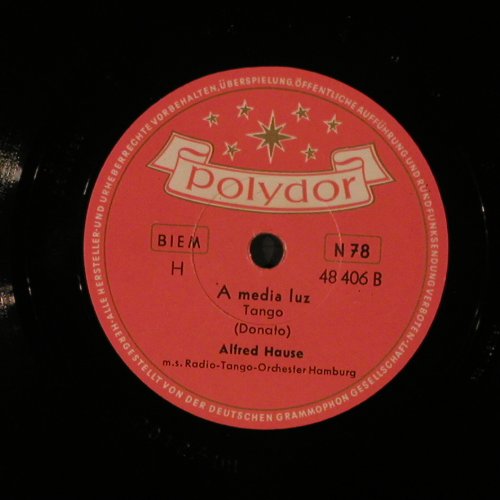 ALLE HERSTELLER-UND URHEBERRECHTE VORBEHALTEN, ÜBERSPIELUNG, ÖFFENTLICHE AUFFÜHRUNG UND RUNDFUNKSENDUNG VERBOTEN·
polydor
BIEM
N 78
H
48 406 B
A media luz
Tango
(Donato)
Alfred Hause
m.s. Radio-Tango-Orchester Hamburg
HERGESTELLT VON DER DEUTSCHEN GRAMMOPHON GESELLSCHAFT·